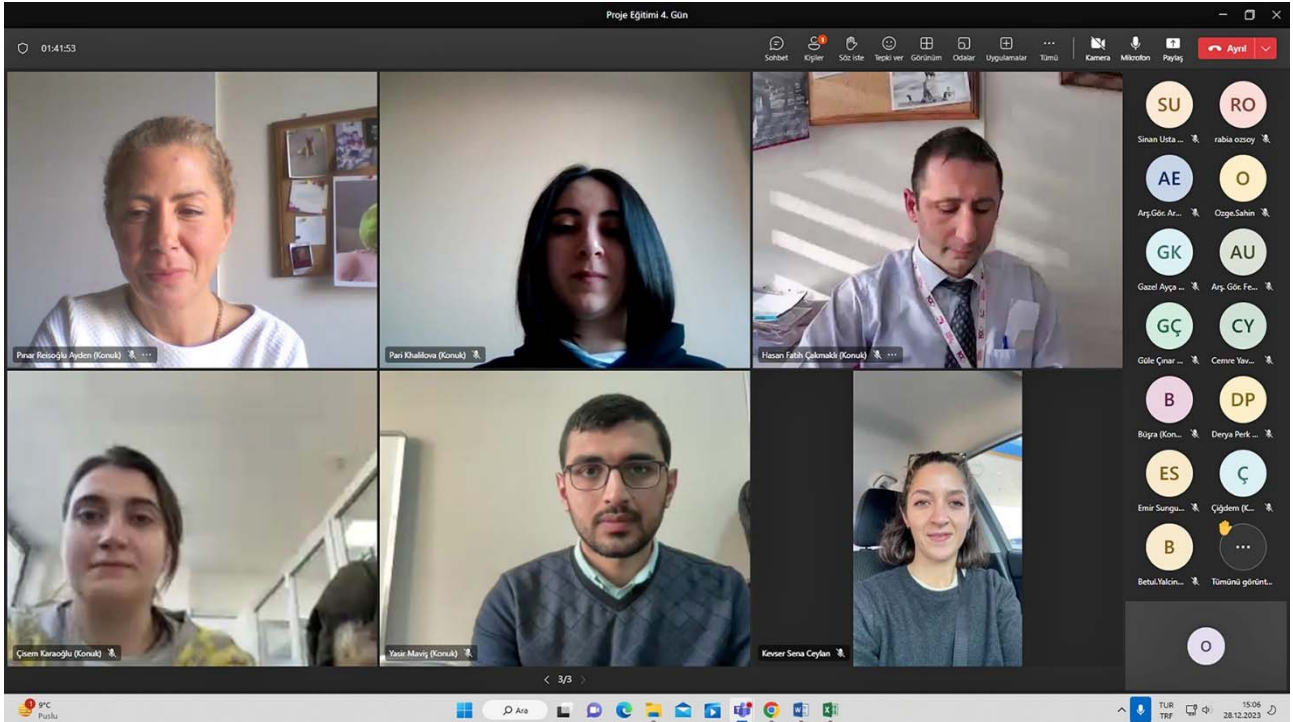 Proje Eğitimi 4. Gün
01:41:53
Sohbet
1
Kişiler
Söz iste
Tepki ver
Görünüm
Odalar
Uygulamalar
Tümü
Kamera
Mikrofon
Paylaş
Ayrıl
Pınar Reisoğlu Ayden (Konuk)
Pari Khalilova (Konuk)
Hasan Fatih Çakmaklı (Konuk)
Çisem Karaoğlu (Konuk)
Yasir Maviş (Konuk)
Kevser Sena Ceylan
SU
RO
Sinan Usta ...
rabia ozsoy
AE
O
Arş.Gör. Ar...
Ozge.Sahin
GK
AU
Gazel Ayça ...
Arş. Gör. Fe...
GÇ
CY
Güle Çınar ...
Cemre Yav...
B
DP
Büşra (Kon...
Derya Perk ...
ES
Ç
Emir Sungu...
Çiğdem (K...
B
...
Betul.Yalcin...
Tümünü görünt...
O
3/3
1
9°C
Puslu
Ara
TUR
TRF
15:06
28.12.2023